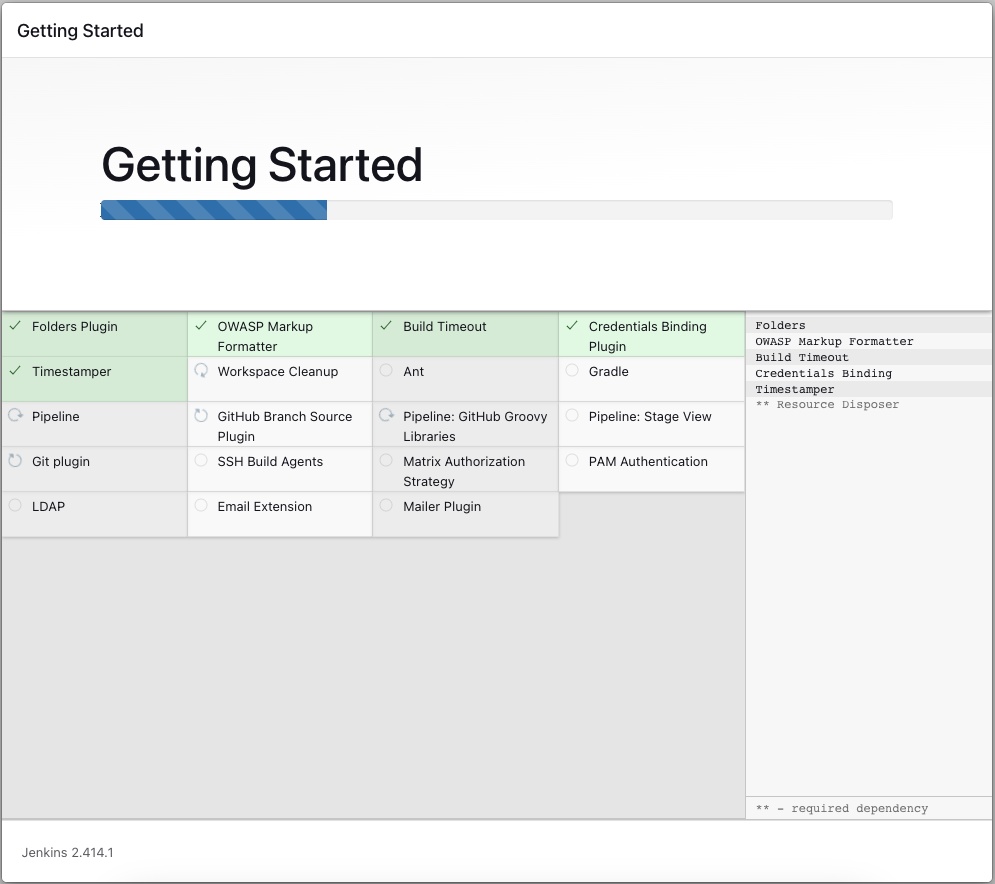 Getting Started
Getting Started
Folders Plugin
OWASP Markup
Formatter
Build Timeout
Credentials Binding
Plugin
Timestamper
Workspace Cleanup
Ant
Gradle
Pipeline
GitHub Branch Source
Plugin
Pipeline: GitHub Groovy
Libraries
Pipeline: Stage View
Git plugin
SSH Build Agents
Matrix Authorization
Strategy
PAM Authentication
LDAP
Email Extension
Mailer Plugin
Folders
OWASP Markup Formatter
Build Timeout
Credentials Binding
Timestamper
** Resource Disposer
** - required dependency
Jenkins 2.414.1